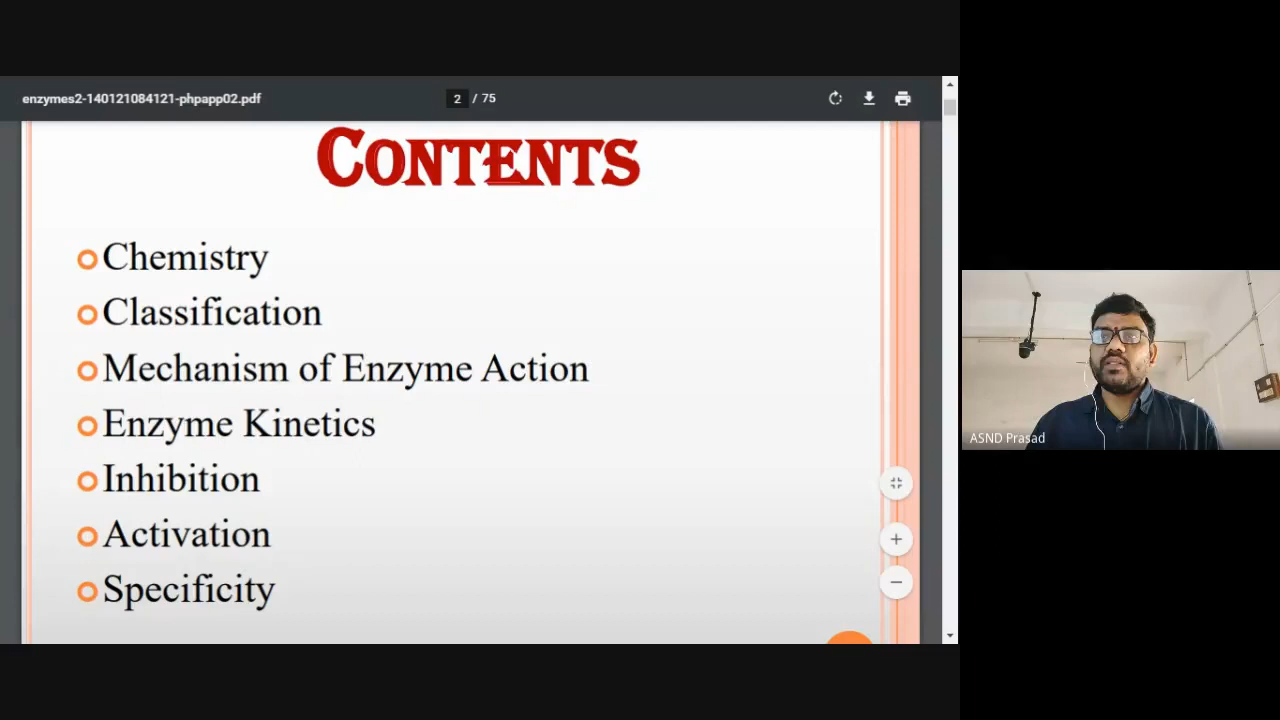 enzymes2-140121084121-phpapp02.pdf
2 / 75
CONTENTS
Chemistry
Classification
Mechanism of Enzyme Action
Enzyme Kinetics
Inhibition
Activation
Specificity
ASND Prasad